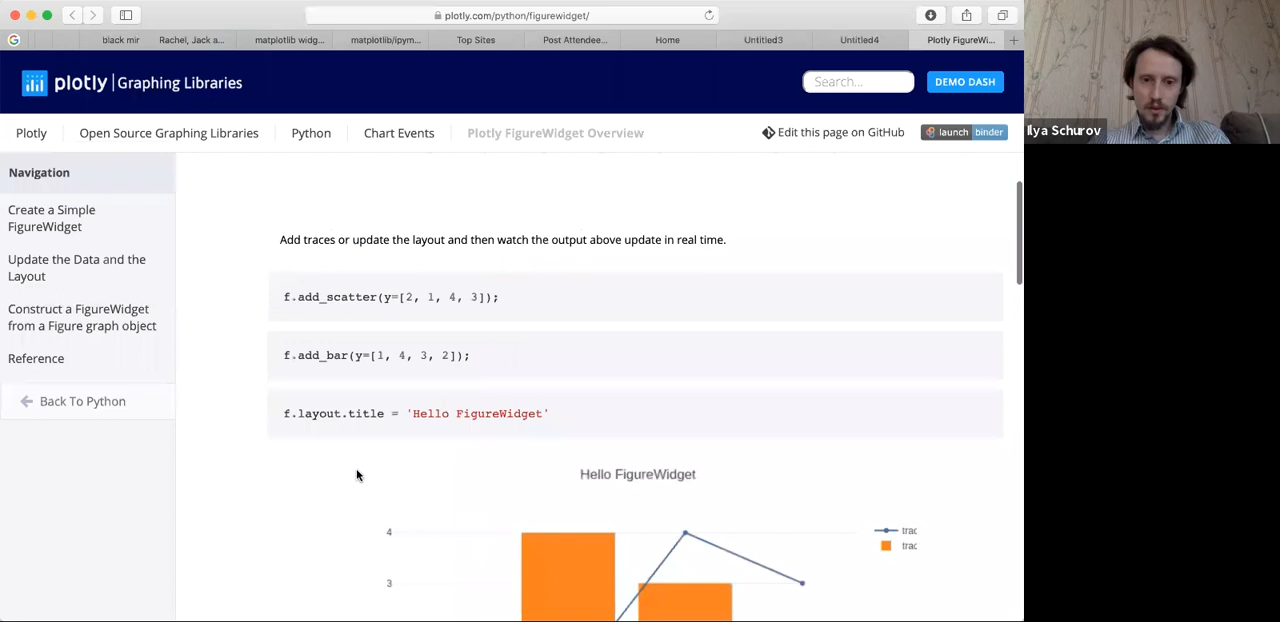 plotly.com/python/figurewidget/
black mir
Rachel, Jack a...
matplotlib widg...
matplotlib/ipym...
Top Sites
Post Attendee...
Home
Untitled3
Untitled4
Plotly FigureWi...
plotly | Graphing Libraries
Search...
DEMO DASH
Plotly
Open Source Graphing Libraries
Python
Chart Events
Plotly FigureWidget Overview
Edit this page on GitHub
launch binder
Ilya Schurov
Navigation
Create a Simple
FigureWidget
Update the Data and the
Layout
Construct a FigureWidget
from a Figure graph object
Reference
Back To Python
Add traces or update the layout and then watch the output above update in real time.
f.add_scatter(y=[2, 1, 4, 3]);
f.add_bar(y=[1, 4, 3, 2]);
f.layout.title = 'Hello FigureWidget'
Hello FigureWidget
4
3
trac
trac